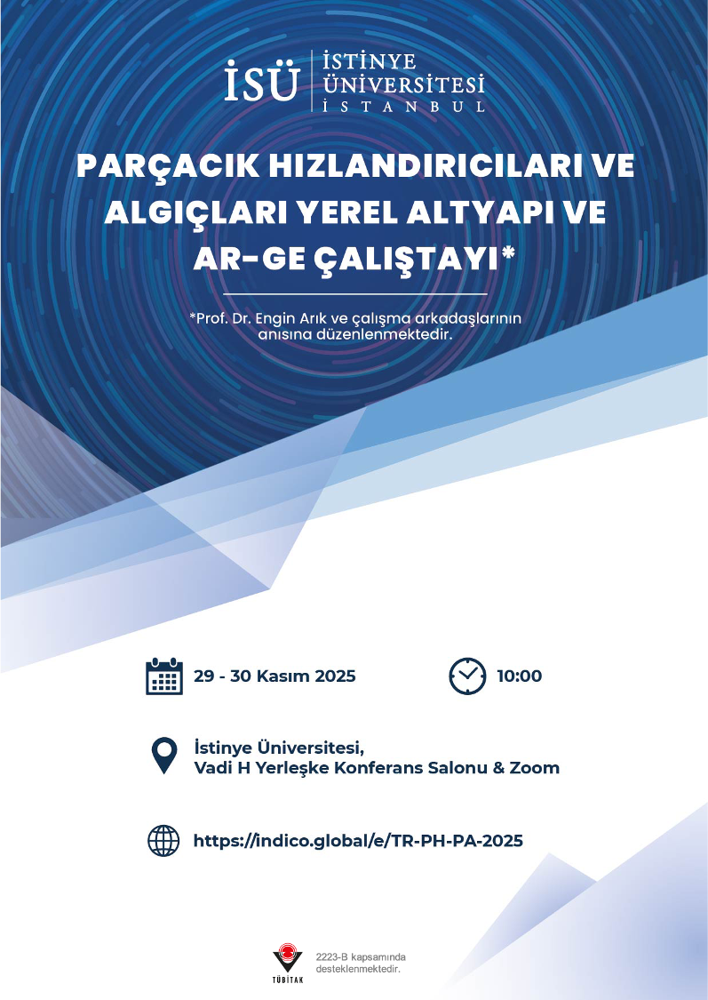 İSÜ
İSTİNYE
ÜNİVERSİTESİ
İSTANBUL
PARÇACIK HIZLANDIRICILARI VE
ALGIÇLARI YEREL ALTYAPI VE
AR-GE ÇALIŞTAYI*
*Prof. Dr. Engin Arık ve çalışma arkadaşlarının
anısına düzenlenmektedir.
29 - 30 Kasım 2025
10:00
İstinye Üniversitesi,
Vadi H Yerleşke Konferans Salonu & Zoom
https://indico.global/e/TR-PH-PA-2025
TÜBİTAK
2223-B kapsamında
desteklenmektedir.